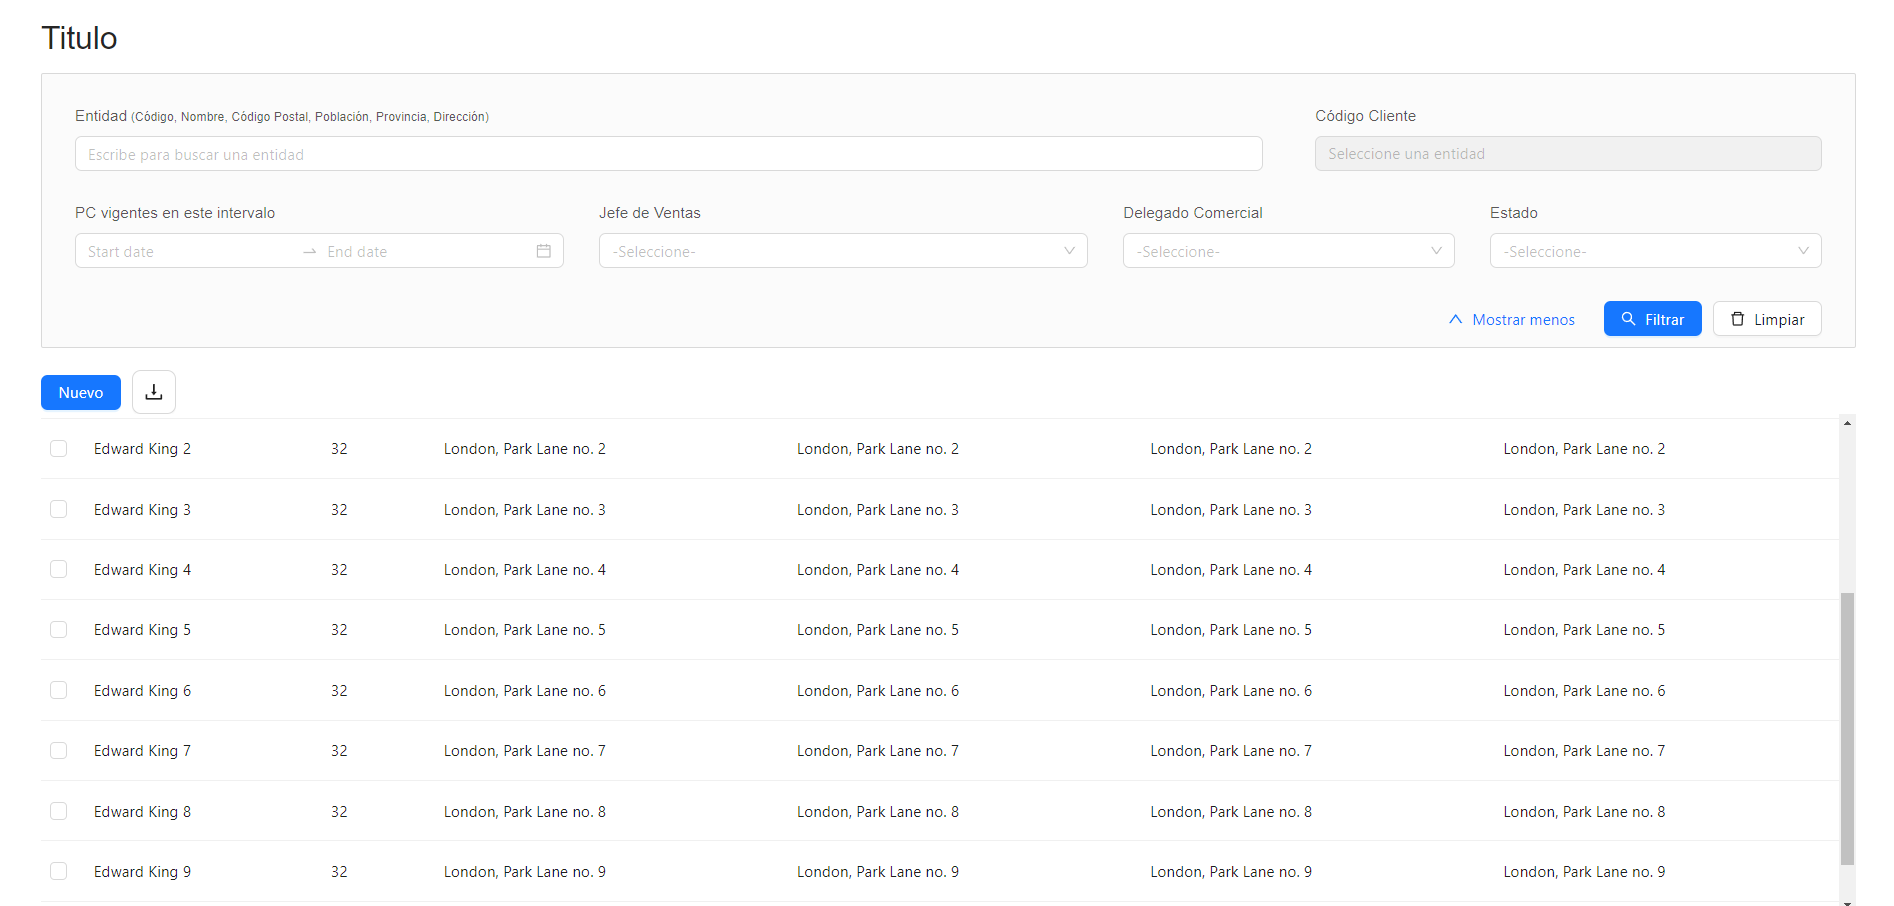 Titulo
Entidad (Código, Nombre, Código Postal, Población, Provincia, Dirección) Código Cliente
Escribe para buscar una entidad Seleccione una entidad
PC vigentes en este intervalo Jefe de Ventas Delegado Comercial Estado
Start date End date -Seleccione- -Seleccione- -Seleccione-
Mostrar menos Filtrar Limpiar
Nuevo
Edward King 2 32 London, Park Lane no. 2 London, Park Lane no. 2 London, Park Lane no. 2 London, Park Lane no. 2
Edward King 3 32 London, Park Lane no. 3 London, Park Lane no. 3 London, Park Lane no. 3 London, Park Lane no. 3
Edward King 4 32 London, Park Lane no. 4 London, Park Lane no. 4 London, Park Lane no. 4 London, Park Lane no. 4
Edward King 5 32 London, Park Lane no. 5 London, Park Lane no. 5 London, Park Lane no. 5 London, Park Lane no. 5
Edward King 6 32 London, Park Lane no. 6 London, Park Lane no. 6 London, Park Lane no. 6 London, Park Lane no. 6
Edward King 7 32 London, Park Lane no. 7 London, Park Lane no. 7 London, Park Lane no. 7 London, Park Lane no. 7
Edward King 8 32 London, Park Lane no. 8 London, Park Lane no. 8 London, Park Lane no. 8 London, Park Lane no. 8
Edward King 9 32 London, Park Lane no. 9 London, Park Lane no. 9 London, Park Lane no. 9 London, Park Lane no. 9